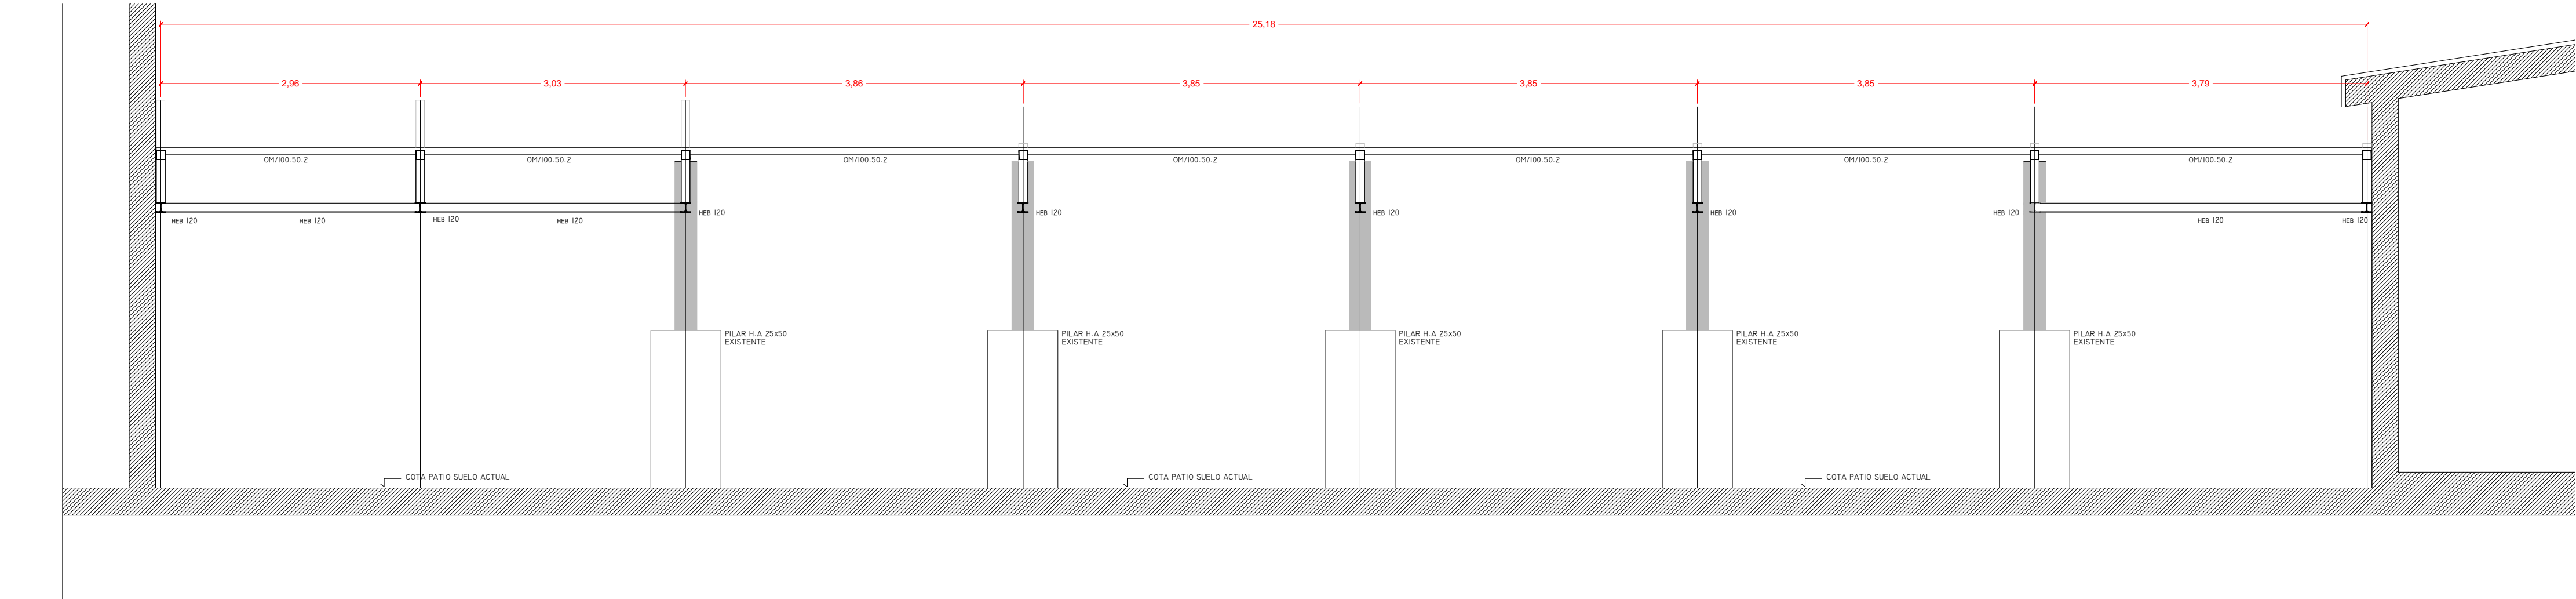 25,18
2,96 3,03 3,86 3,85 3,85 3,85 3,79
OM/100.50.2 OM/100.50.2 OM/100.50.2 OM/100.50.2 OM/100.50.2 OM/100.50.2 OM/100.50.2
HEB 120 HEB 120 HEB 120 HEB 120 HEB 120 HEB 120 HEB 120 HEB 120 HEB 120 HEB 120 HEB 120
PILAR H.A 25x50
EXISTENTE
PILAR H.A 25x50
EXISTENTE
PILAR H.A 25x50
EXISTENTE
PILAR H.A 25x50
EXISTENTE
PILAR H.A 25x50
EXISTENTE
COTA PATIO SUELO ACTUAL COTA PATIO SUELO ACTUAL COTA PATIO SUELO ACTUAL